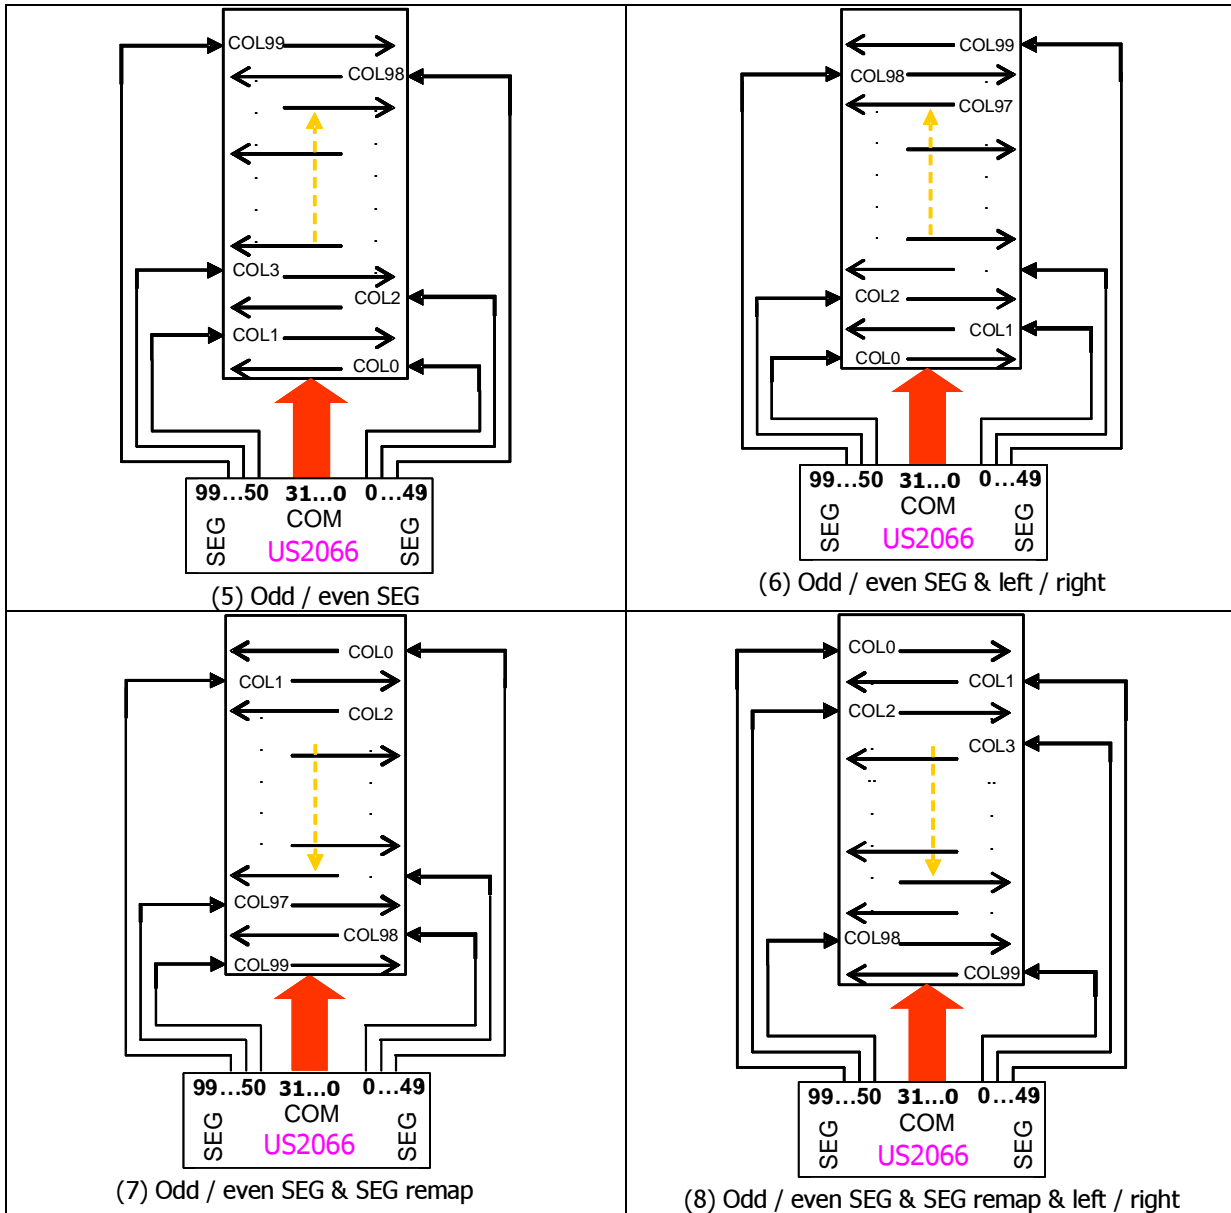 COL99
COL98
COL3
COL2
COL1
COL0
99...50 31...0 0...49
SEG COM SEG
US2066
(5) Odd / even SEG
COL99
COL98
COL97
COL2
COL1
COL0
99...50 31...0 0...49
SEG COM SEG
US2066
(6) Odd / even SEG & left / right
COL0
COL1
COL2
COL97
COL98
COL99
99...50 31...0 0...49
SEG COM SEG
US2066
(7) Odd / even SEG & SEG remap
COL0
COL1
COL2
COL3
COL98
COL99
99...50 31...0 0...49
SEG COM SEG
US2066
(8) Odd / even SEG & SEG remap & left / right